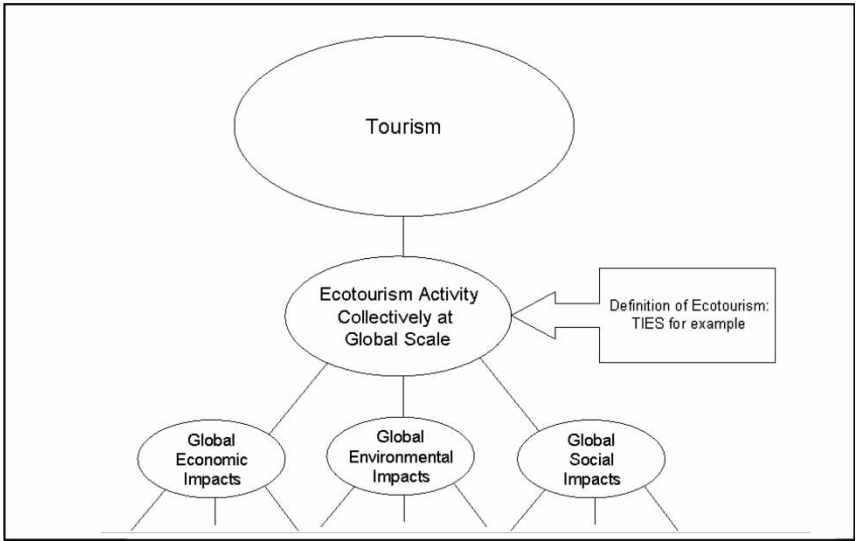 Tourism
Ecotourism Activity
Collectively at
Global Scale
Definition of Ecotourism:
TIES for example
Global
Economic
Impacts
Global
Environmental
Impacts
Global
Social
Impacts